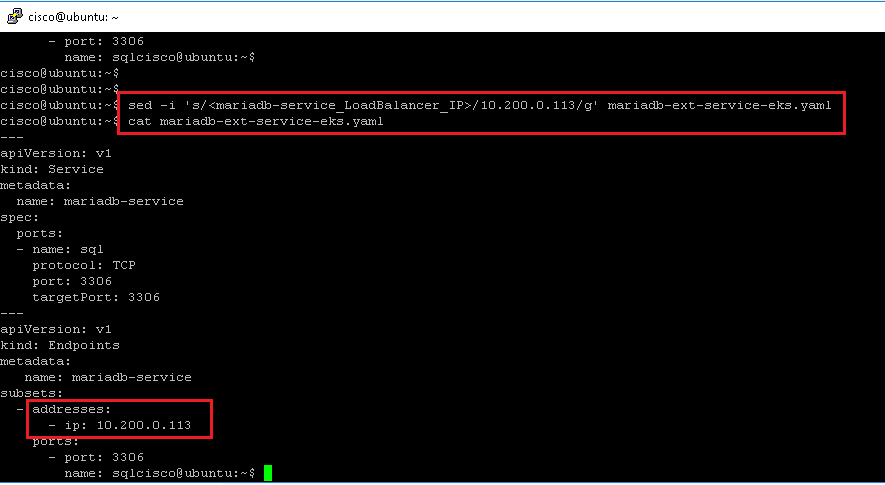 cisco@ubuntu: ~
    - port: 3306
      name: sqlcisco@ubuntu:~$
cisco@ubuntu:~$
cisco@ubuntu:~$
cisco@ubuntu:~$ sed -i 's/<mariadb-service_LoadBalancer_IP>/10.200.0.113/g' mariadb-ext-service-eks.yaml
cisco@ubuntu:~$ cat mariadb-ext-service-eks.yaml
---
apiVersion: v1
kind: Service
metadata:
  name: mariadb-service
spec:
  ports:
  - name: sql
    protocol: TCP
    port: 3306
    targetPort: 3306
---
apiVersion: v1
kind: Endpoints
metadata:
   name: mariadb-service
subsets:
  - addresses:
      - ip: 10.200.0.113
    ports:
      - port: 3306
        name: sqlcisco@ubuntu:~$